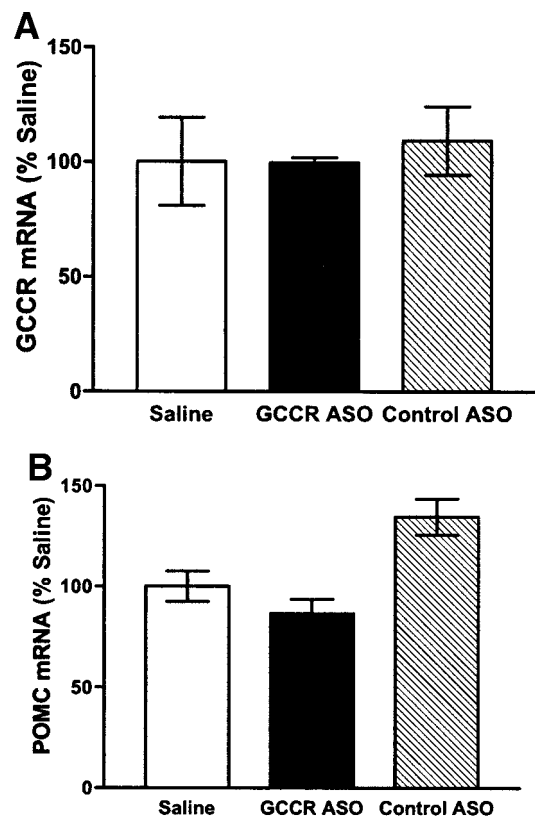 A
GCCR mRNA (% Saline)
150
100
50
0
Saline GCCR ASO Control ASO
B
POMC mRNA (% Saline)
150
100
50
0
Saline GCCR ASO Control ASO